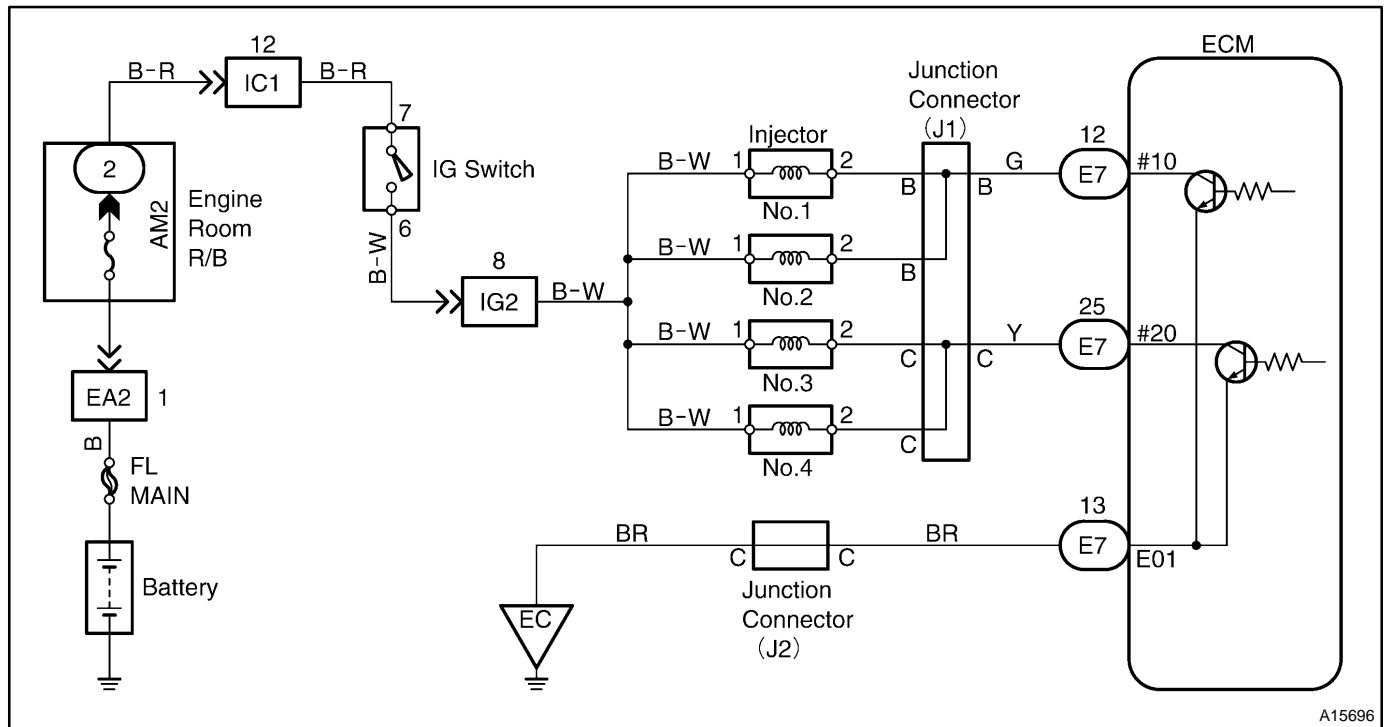 12
ECM
B-R
IC1
B-R
Junction
Connector
(J1)
7
2
AM2
Engine
Room
R/B
IG Switch
6
B-W
8
IG2
B-W
Injector
B-W 1 2
No.1
B B
G
12
E7
#10
B-W 1 2
No.2
B
B-W 1 2
No.3
C C
Y
25
E7
#20
B-W 1 2
No.4
C
EA2 1
B
FL
MAIN
Battery
BR
C C
BR
13
E7
E01
Junction
Connector
(J2)
EC
A15696